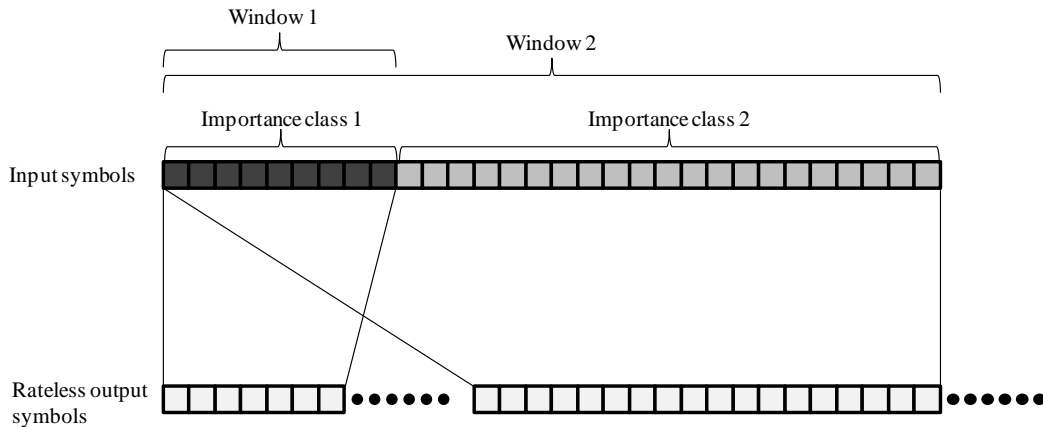 Window 1
Window 2
Importance class 1
Importance class 2
Input symbols
Rateless output
symbols